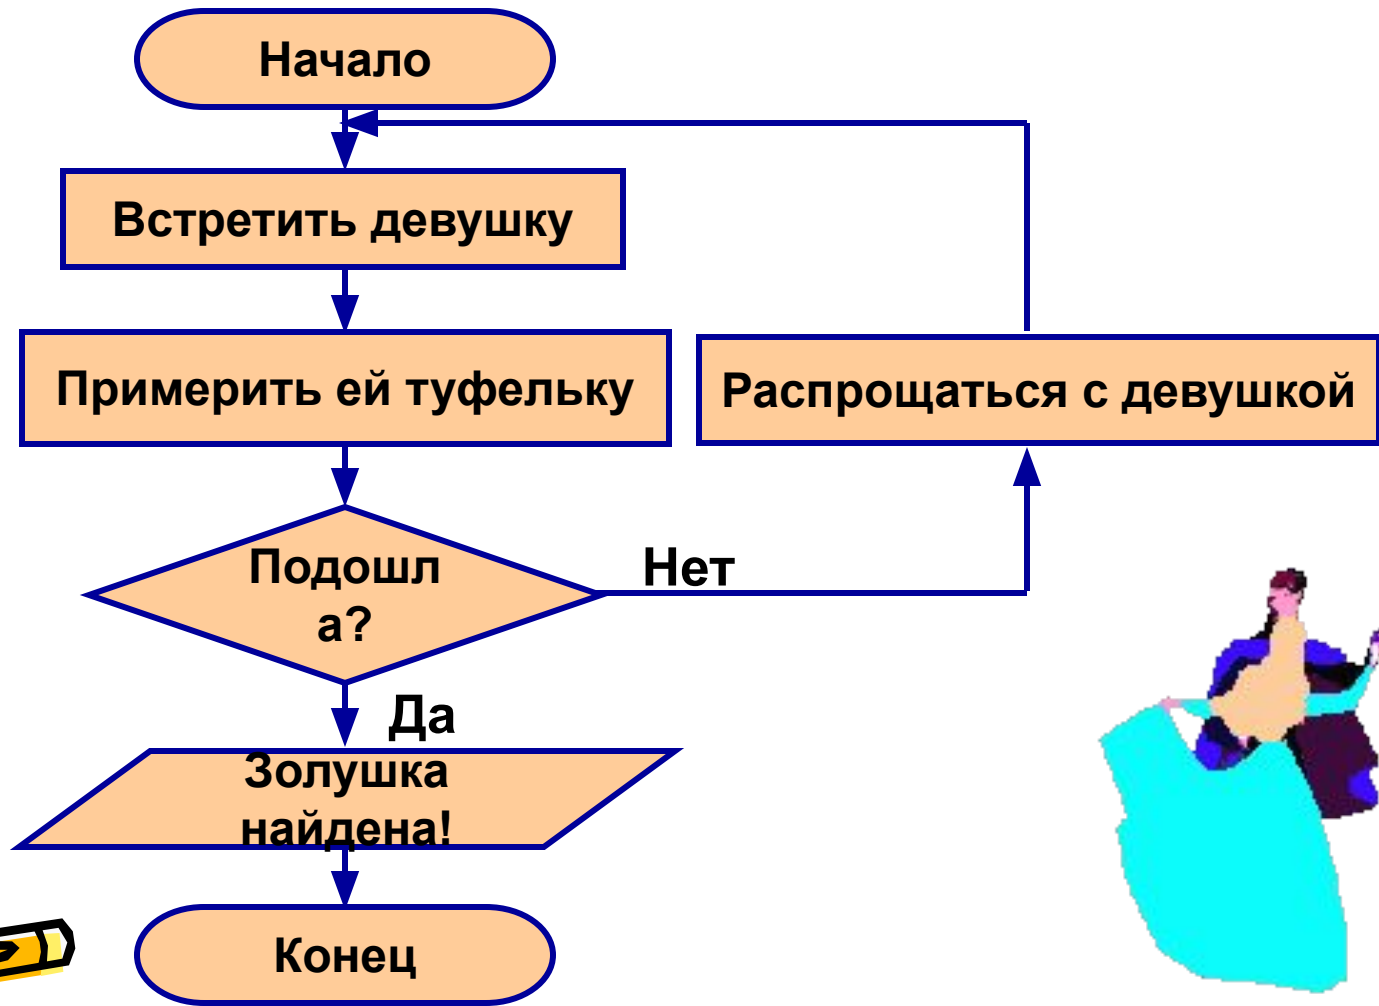 Начало
Встретить девушку
Примерить ей туфельку
Распрощаться с девушкой
Подошл
а?
Нет
Да
Золушка
найдена!
Конец